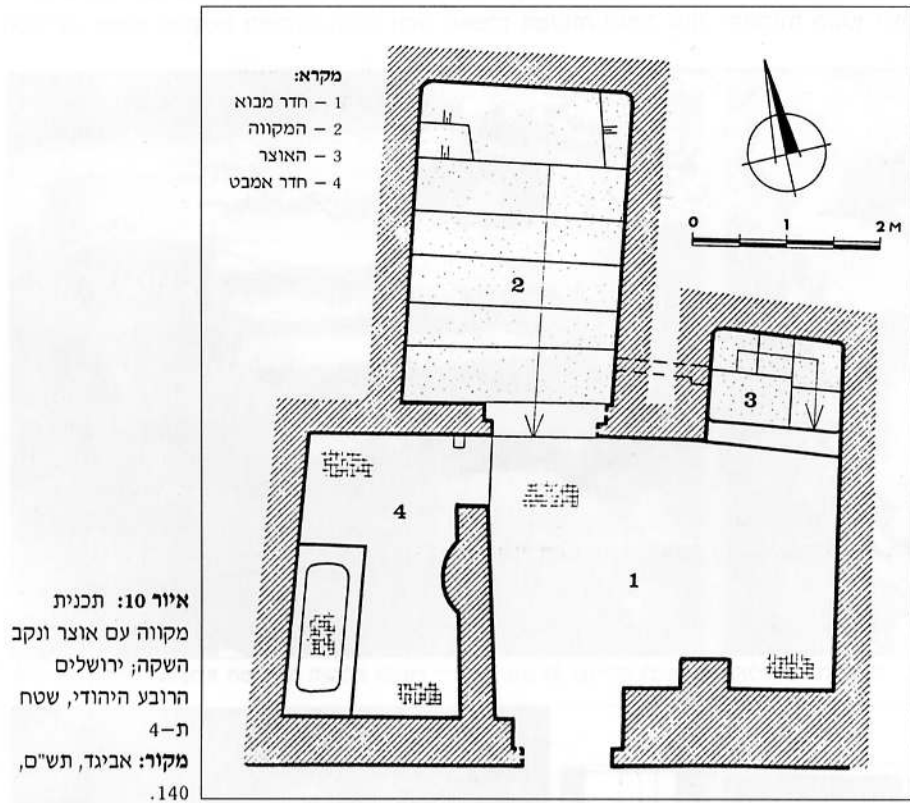 מקרא:
1 – חדר מבוא
2 – המקווה
3 – האוצר
4 – חדר אמבט
0 1 2 M
2
3
4
1
איור 10: תכנית
מקווה עם אוצר ונקב
השקה; ירושלים
הרובע היהודי, שטח
ת–4
מקור: אביגד, תש"ם,
140.